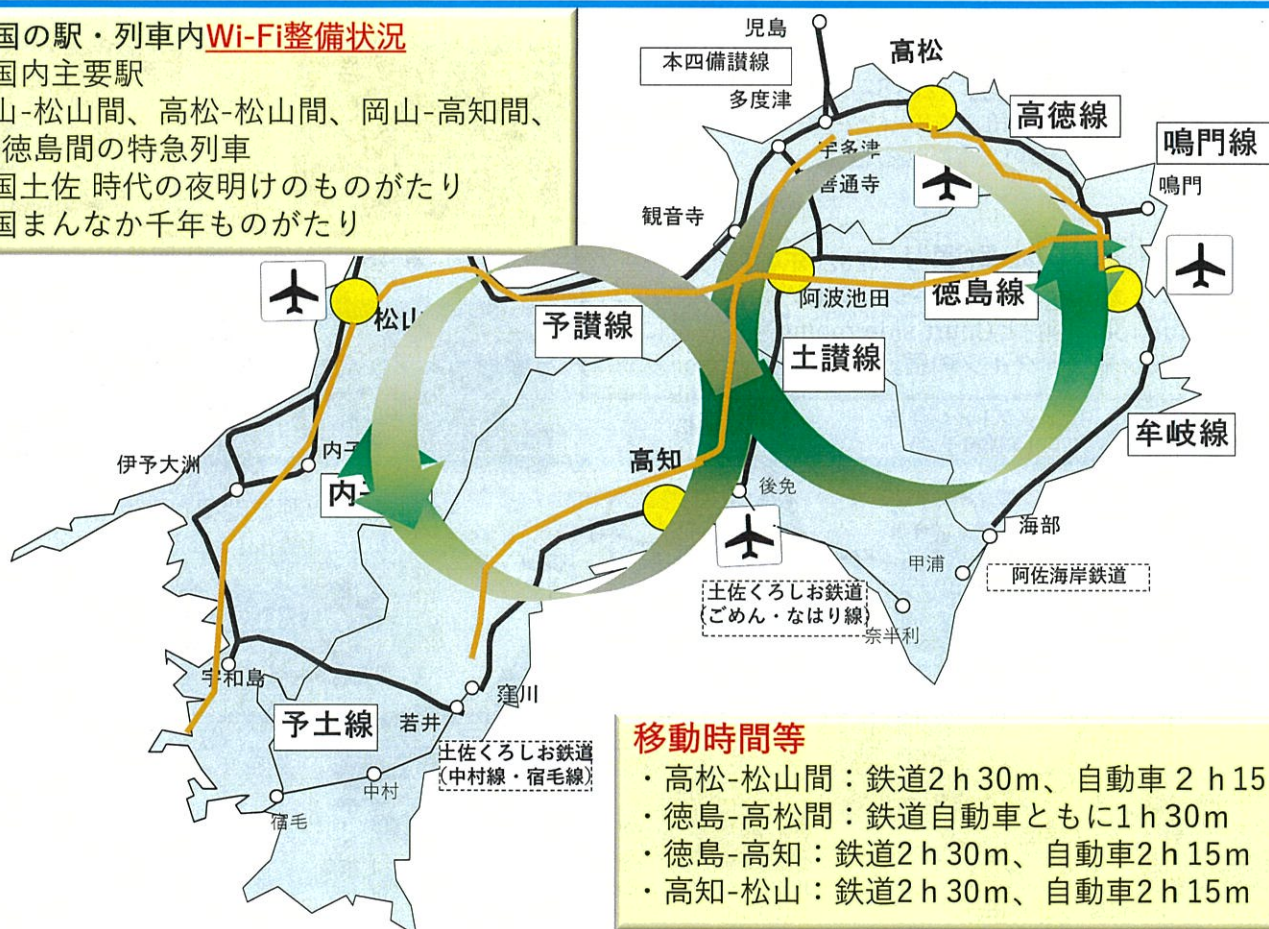 国の駅・列車内Wi-Fi整備状況
国内主要駅
山-松山間、高松-松山間、岡山-高知間、
徳島間の特急列車
国土佐 時代の夜明けのものがたり
国まんなか千年ものがたり
児島
本四備讃線
高松
多度津
高徳線
鳴門線
宇多津
善通寺
鳴門
観音寺
松山
予讃線
阿波池田
徳島線
土讃線
牟岐線
伊予大洲
内子
内子
高知
後免
海部
甲浦
阿佐海岸鉄道
土佐くろしお鉄道
(ごめん・なはり線)
奈半利
宇和島
窪川
予土線
若井
土佐くろしお鉄道
(中村線・宿毛線)
中村
宿毛
移動時間等
・高松-松山間：鉄道2ｈ30ｍ、自動車２ｈ15
・徳島-高松間：鉄道自動車ともに1ｈ30ｍ
・徳島-高知：鉄道2ｈ30ｍ、自動車2ｈ15ｍ
・高知-松山：鉄道2ｈ30ｍ、自動車2ｈ15ｍ